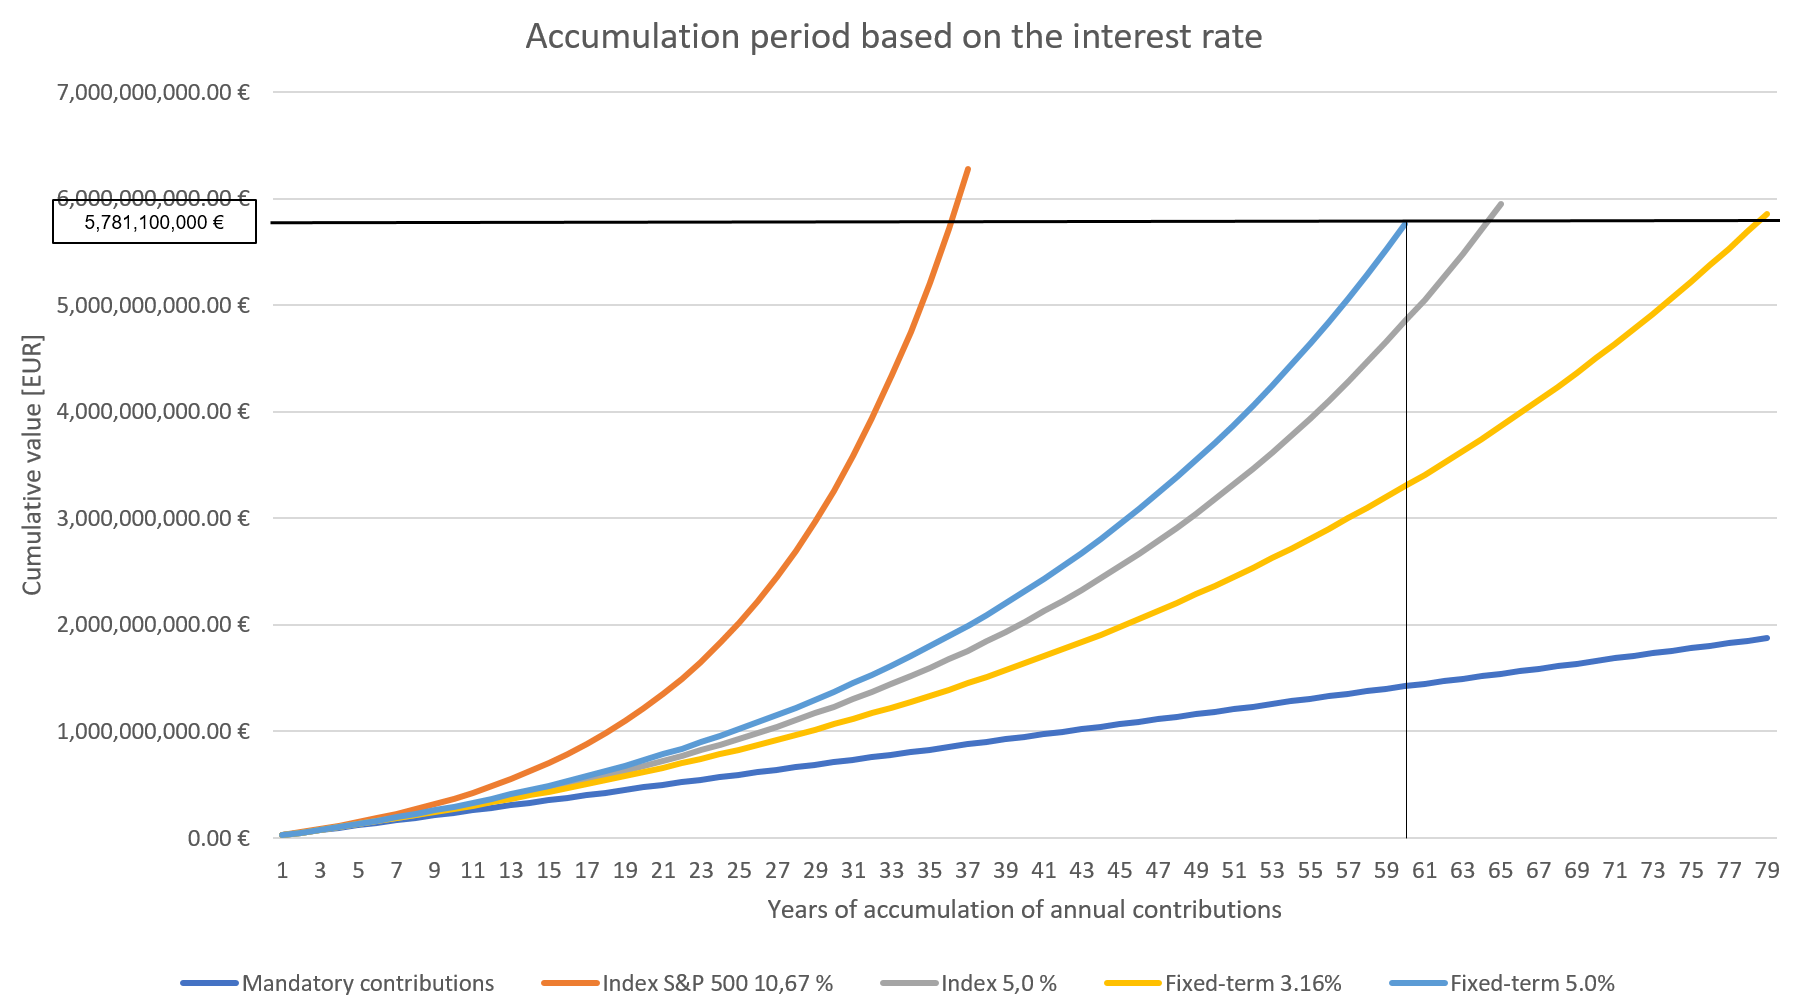 Accumulation period based on the interest rate
7,000,000,000.00 €
6,000,000,000.00 €
5,781,100,000 €
5,000,000,000.00 €
4,000,000,000.00 €
3,000,000,000.00 €
2,000,000,000.00 €
1,000,000,000.00 €
0.00 €
Cumulative value [EUR]
1 3 5 7 9 11 13 15 17 19 21 23 25 27 29 31 33 35 37 39 41 43 45 47 49 51 53 55 57 59 61 63 65 67 69 71 73 75 77 79
Years of accumulation of annual contributions
Mandatory contributions Index S&P 500 10,67 % Index 5,0 % Fixed-term 3.16% Fixed-term 5.0%